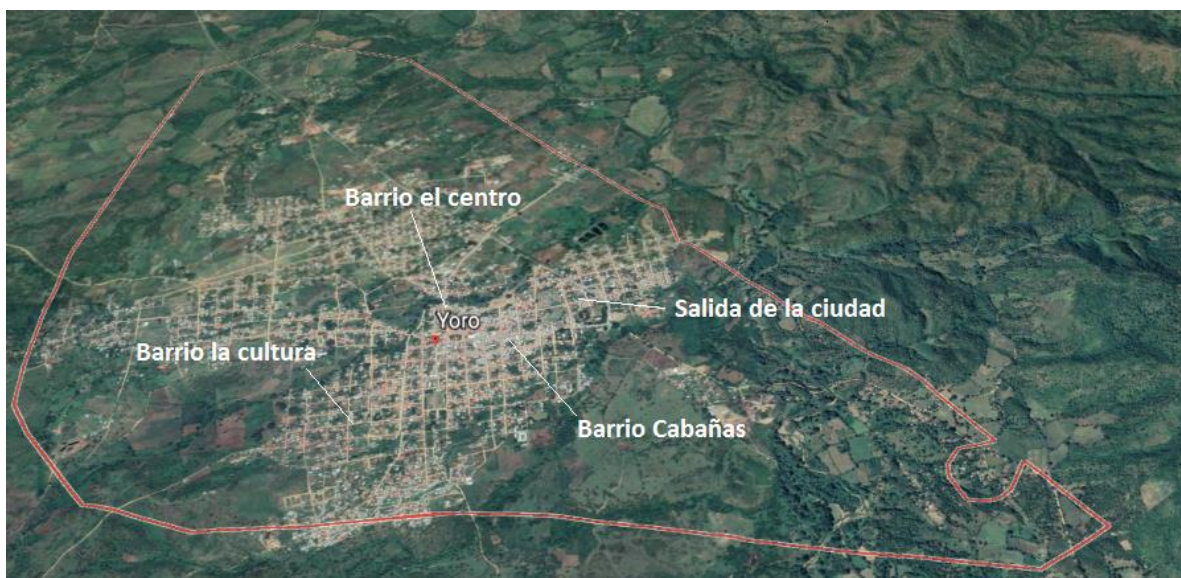 Barrio el centro
Salida de la ciudad
Yoro
Barrio la cultura
Barrio Cabañas